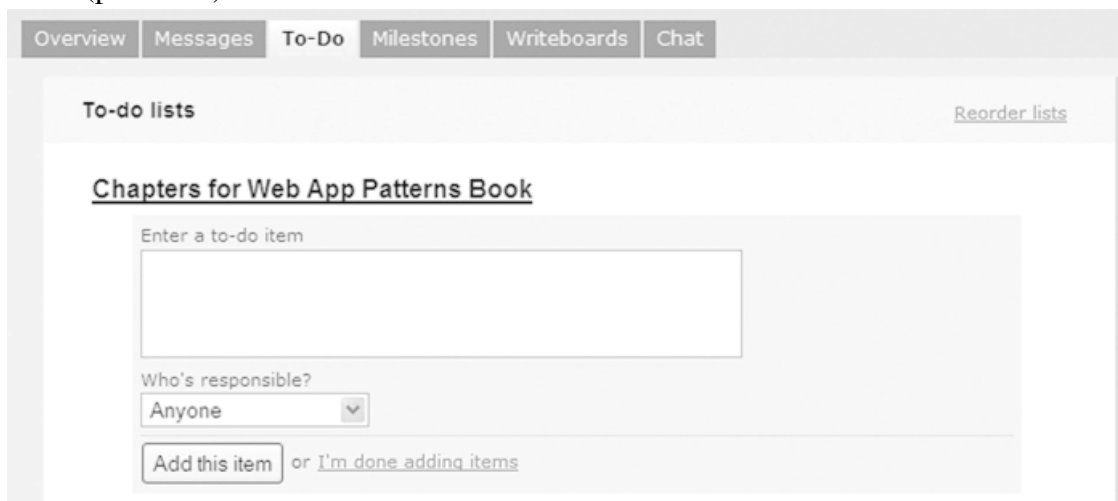 Overview Messages To-Do Milestones Writeboards Chat
To-do lists Reorder lists
Chapters for Web App Patterns Book
Enter a to-do item
Who's responsible?
Anyone
Add this item or I'm done adding items